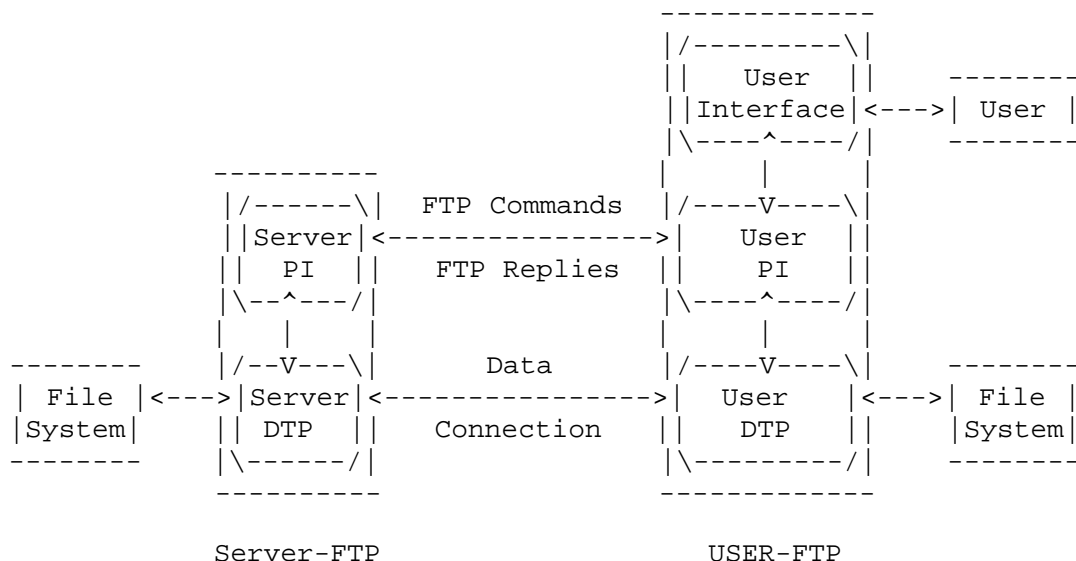 User
Interface
User
FTP Commands
Server
PI
User
PI
FTP Replies
Data
File
System
Server
DTP
User
DTP
File
System
Connection
Server-FTP
USER-FTP